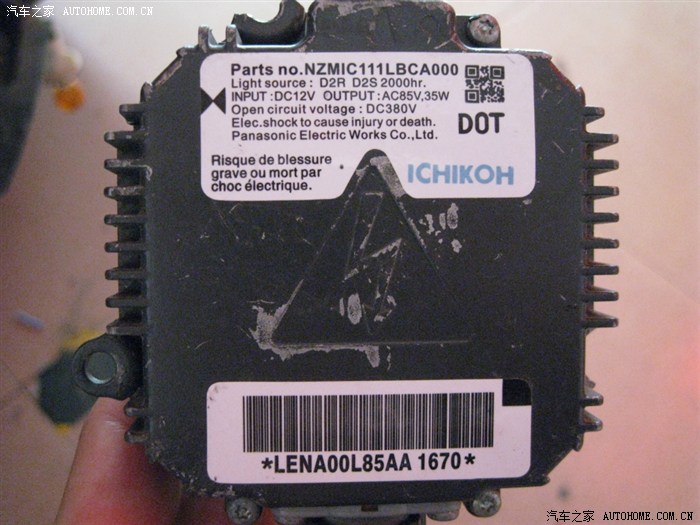 汽车之家 AUTOHOME.COM.CN
Parts no.NZMIC111LBCA000
Light source : D2R D2S 2000hr.
INPUT :DC12V OUTPUT :AC85V,35W
Open circuit voltage : DC380V
Elec.shock to cause injury or death.
Panasonic Electric Works Co.,Ltd.
DOT
Risque de blessure
grave ou mort par
choc électrique.
ICHIKOH
*LENA00L85AA 1670*
汽车之家 AUTOHOME.COM.CN